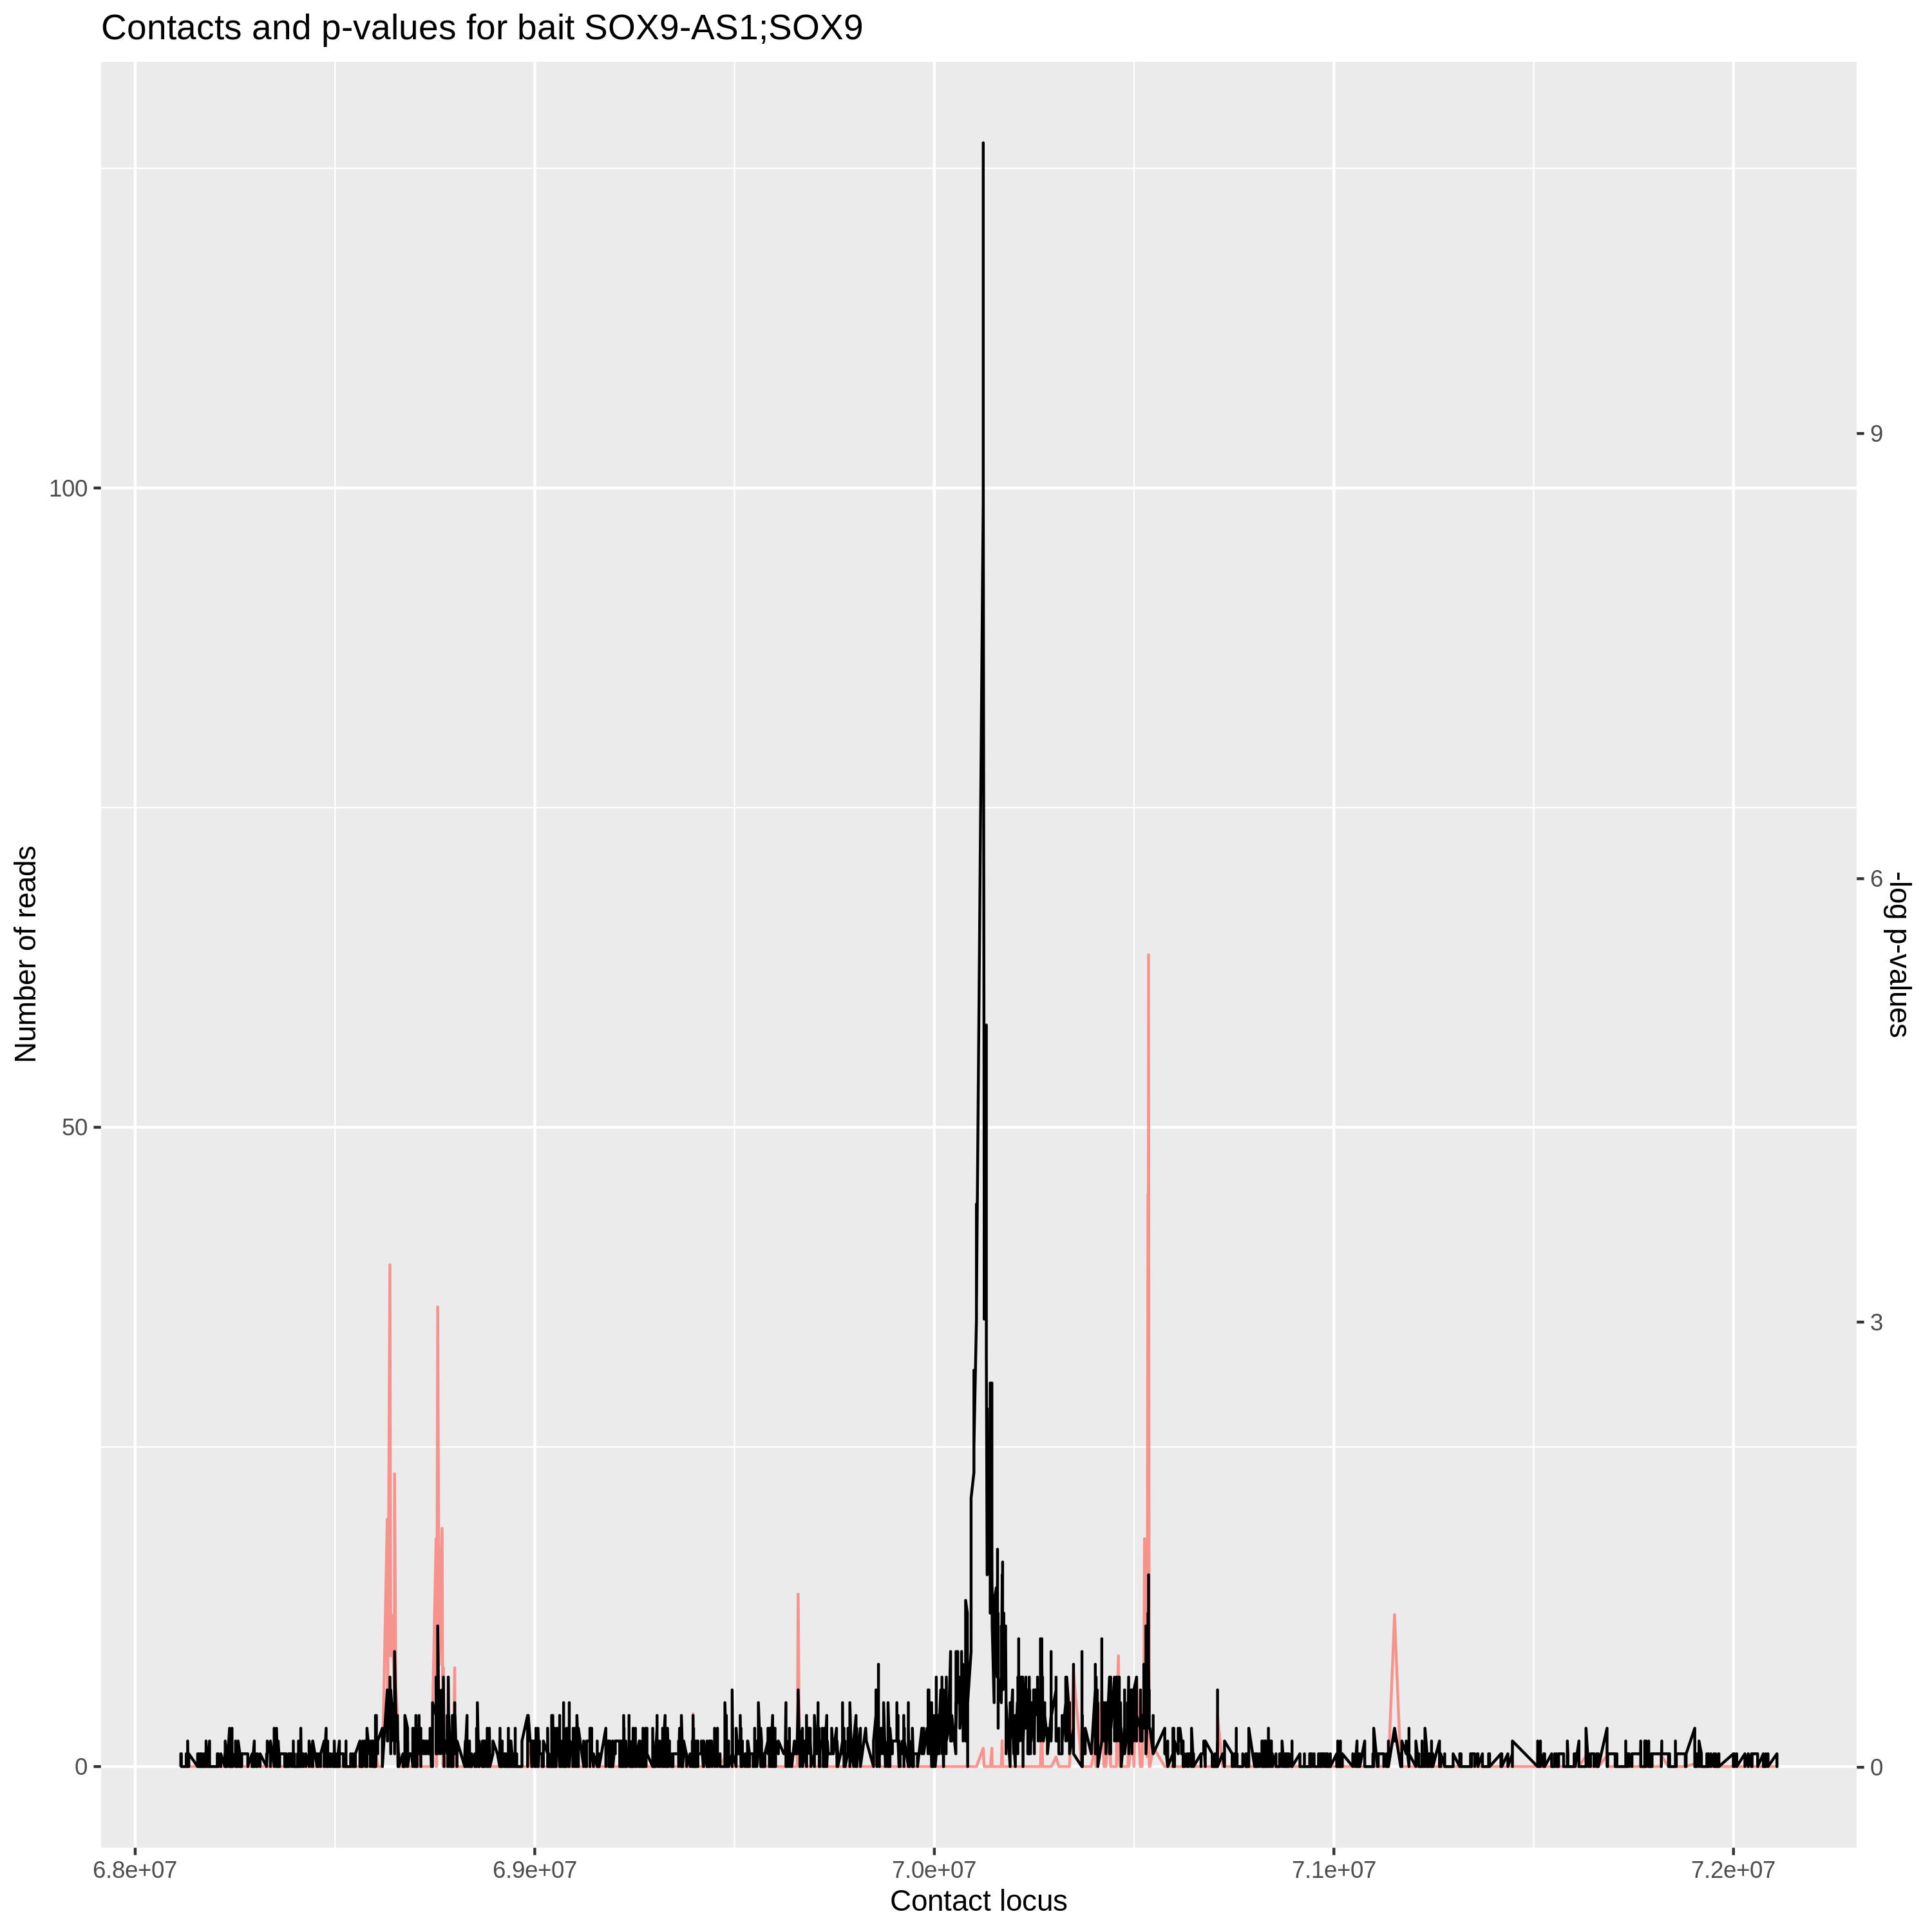 Contacts and p-values for bait SOX9-AS1;SOX9
Number of reads
100
50
0
9
6
3
0
-log p-values
6.8e+07
6.9e+07
7.0e+07
7.1e+07
7.2e+07
Contact locus